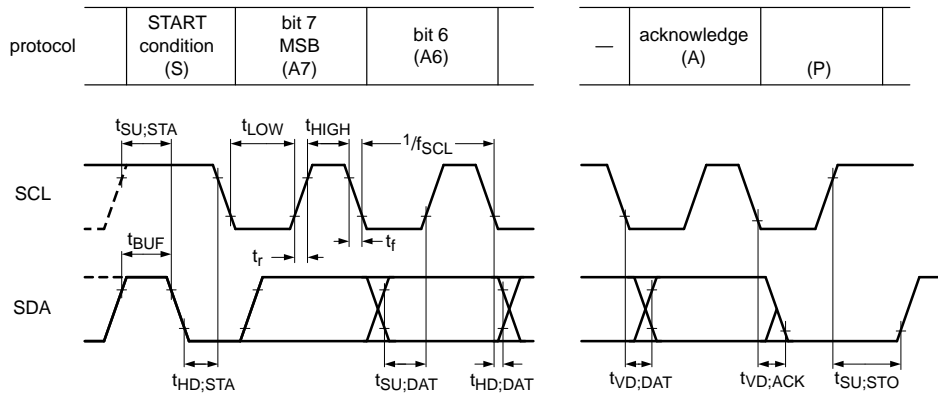 protocol
START
condition
(S)
bit 7
MSB
(A7)
bit 6
(A6)
—
acknowledge
(A)
(P)
tSU;STA
tLOW
tHIGH
1/fSCL
SCL
tBUF
tr
tf
SDA
tHD;STA
tSU;DAT
tHD;DAT
tVD;DAT
tVD;ACK
tSU;STO